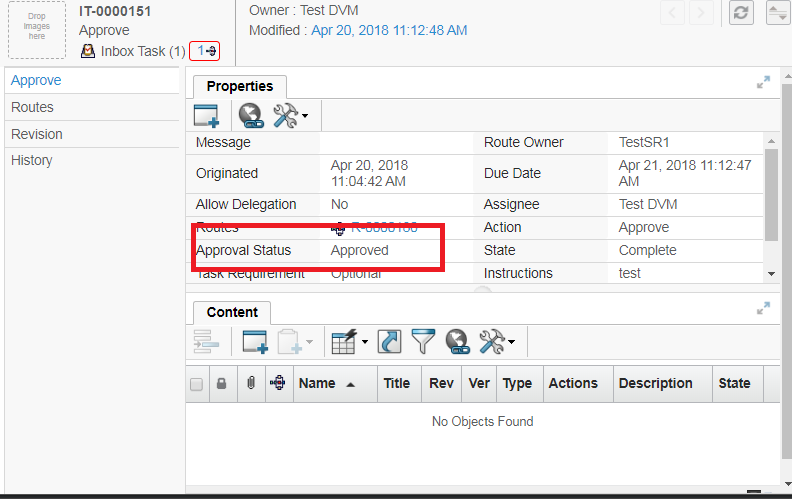 Drop
Images
here
IT-0000151
Approve
Inbox Task (1) 1
Owner : Test DVM
Modified : Apr 20, 2018 11:12:48 AM
Approve
Routes
Revision
History
Properties
Message
Route Owner TestSR1
Originated Apr 20, 2018
11:04:42 AM
Due Date Apr 21, 2018 11:12:47
AM
Allow Delegation No
Assignee Test DVM
Routes R-0000100
Action Approve
Approval Status Approved
State Complete
Task Requirement Optional
Instructions test
Content
Name Title Rev Ver Type Actions Description State
No Objects Found